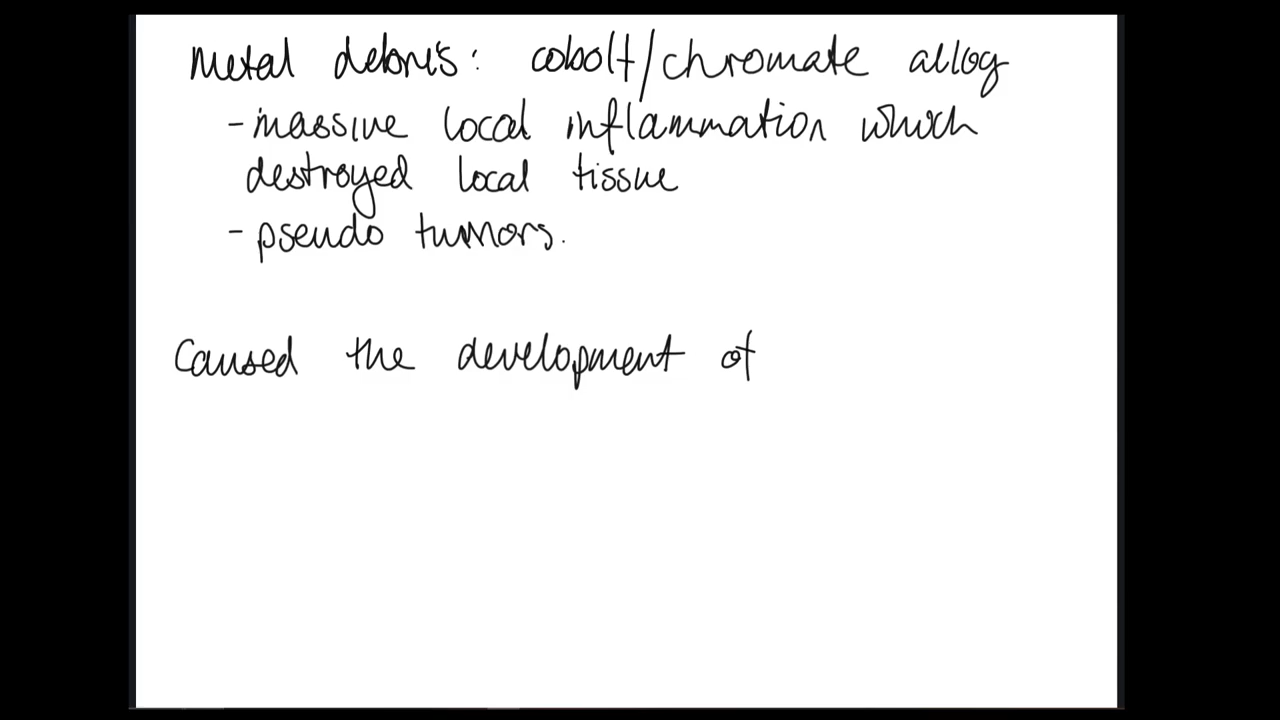 Metal debris: cobolt/chromate alloy
- massive local inflammation which
destroyed local tissue
- pseudo tumors.
Caused the development of